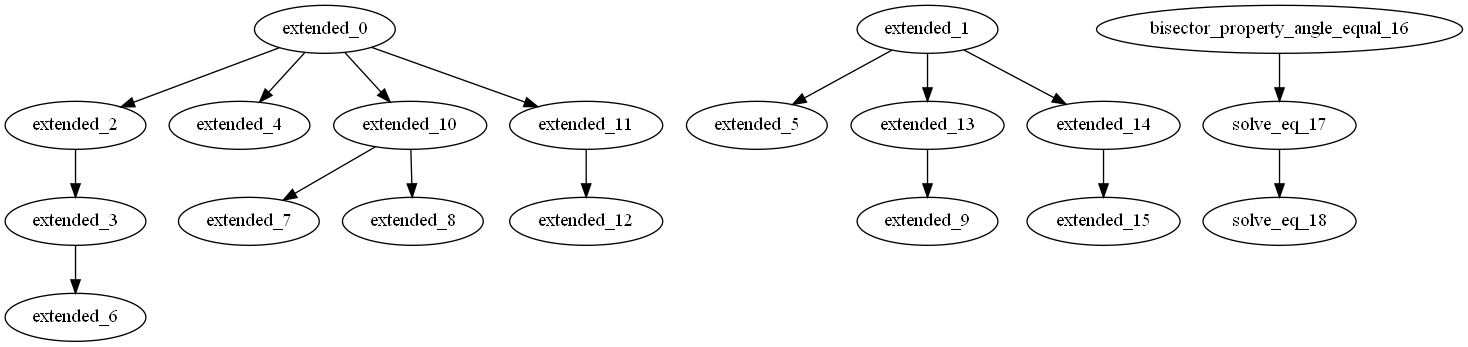 extended_0
extended_1
bisector_property_angle_equal_16
extended_2
extended_4
extended_10
extended_11
extended_5
extended_13
extended_14
solve_eq_17
extended_3
extended_7
extended_8
extended_12
extended_9
extended_15
solve_eq_18
extended_6